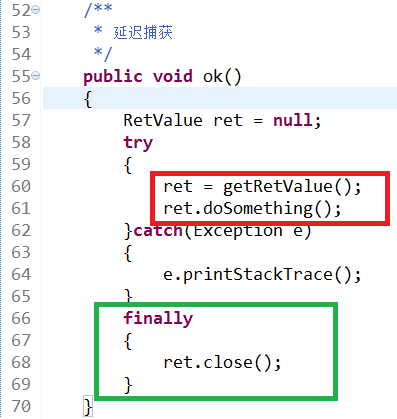 52 /**
53 * 延迟捕获
54 */
55 public void ok()
56 {
57 RetValue ret = null;
58 try
59 {
60 ret = getRetValue();
61 ret.doSomething();
62 }catch(Exception e)
63 {
64 e.printStackTrace();
65 }
66 finally
67 {
68 ret.close();
69 }
70 }